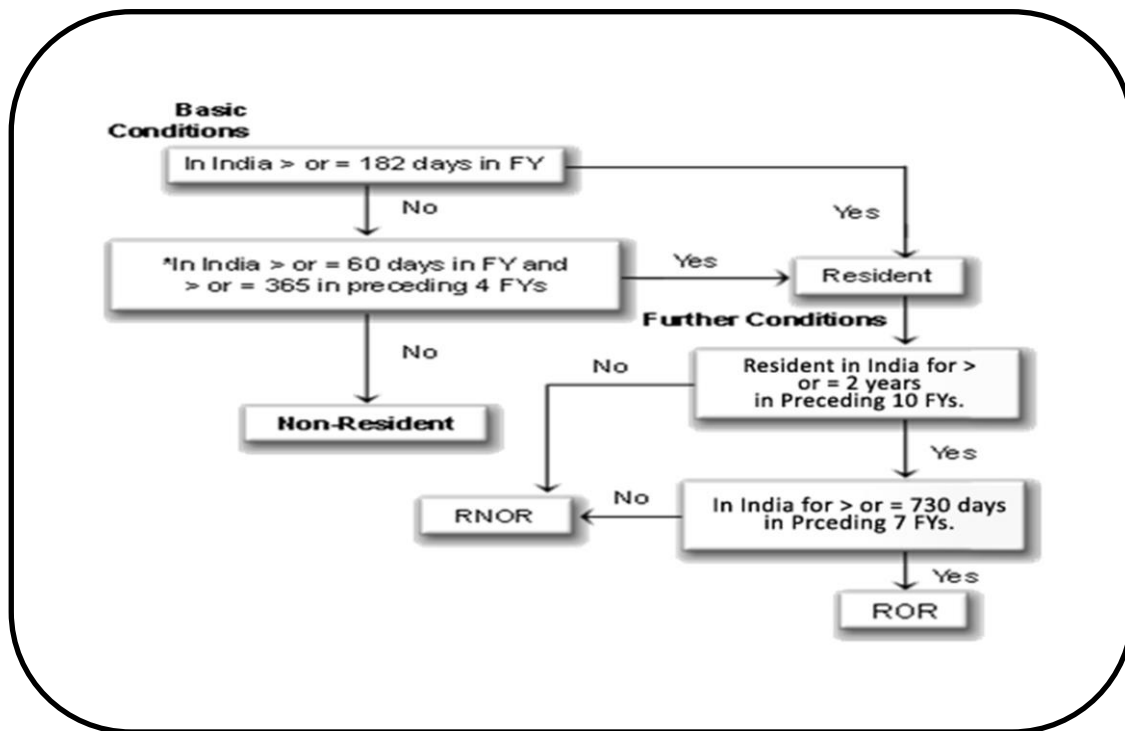 Basic
Conditions
In India > or = 182 days in FY
No
Yes
*In India > or = 60 days in FY and
> or = 365 in preceding 4 FYs
Yes
Resident
Further Conditions
No
No
Resident in India for >
or = 2 years
in Preceding 10 FYs.
Non-Resident
Yes
RNOR
No
In India for > or = 730 days
in Prceding 7 FYs.
Yes
ROR